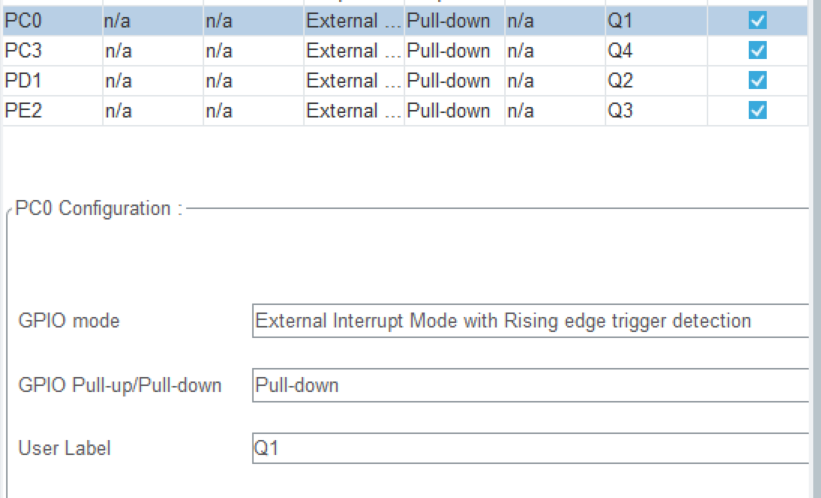 PC0 n/a n/a External ... Pull-down n/a Q1
PC3 n/a n/a External ... Pull-down n/a Q4
PD1 n/a n/a External ... Pull-down n/a Q2
PE2 n/a n/a External ... Pull-down n/a Q3
PC0 Configuration :
GPIO mode External Interrupt Mode with Rising edge trigger detection
GPIO Pull-up/Pull-down Pull-down
User Label Q1